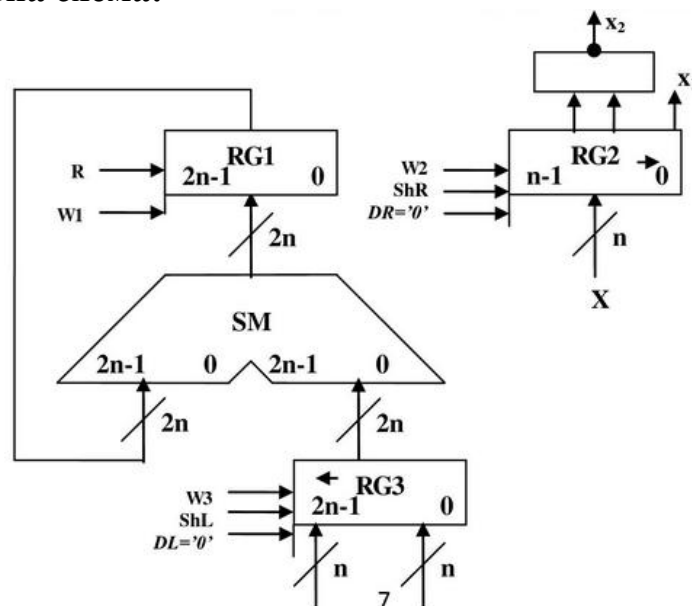 x₂
x
RG1
2n-1 0
R
W1
2n
RG2
n-1 0
W2
ShR
DR='0'
n
X
SM
2n-1 0 2n-1 0
2n 2n
RG3
2n-1 0
W3
ShL
DL='0'
n n
7